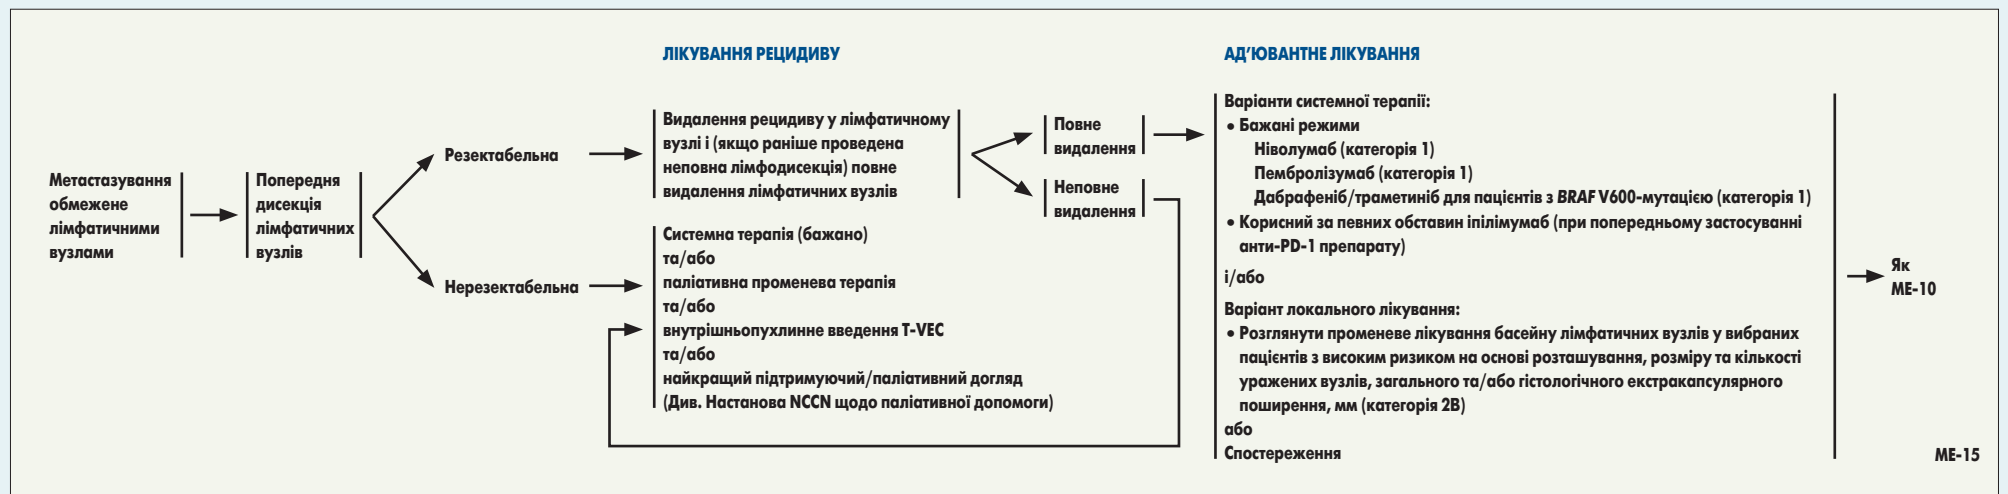 ЛІКУВАННЯ РЕЦИДИВУ
АД’ЮВАНТНЕ ЛІКУВАННЯ
Метастазування
обмежене
лімфатичними
вузлами
Попередня
дисекція
лімфатичних
вузлів
Резектабельна
Нерезектабельна
Видалення рецидиву у лімфатичному
вузлі і (якщо раніше проведена
неповна лімфодисекція) повне
видалення лімфатичних вузлів
Системна терапія (бажано)
та/або
паліативна променева терапія
та/або
внутрішньопухлинне введення T-VEC
та/або
найкращий підтримуючий/паліативний догляд
(Див. Настанова NCCN щодо паліативної допомоги)
Повне
видалення
Неповне
видалення
Варіанти системної терапії:
• Бажані режими
Ніволумаб (категорія 1)
Пембролізумаб (категорія 1)
Дабрафеніб/траметиніб для пацієнтів з BRAF V600-мутацією (категорія 1)
• Корисний за певних обставин іпілімумаб (при попередньому застосуванні
анти-PD-1 препарату)
і/або
Варіант локального лікування:
• Розглянути променеве лікування басейну лімфатичних вузлів у вибраних
пацієнтів з високим ризиком на основі розташування, розміру та кількості
уражених вузлів, загального та/або гістологічного екстракапсулярного
поширення, мм (категорія 2B)
або
Спостереження
Як
ME-10
ME-15